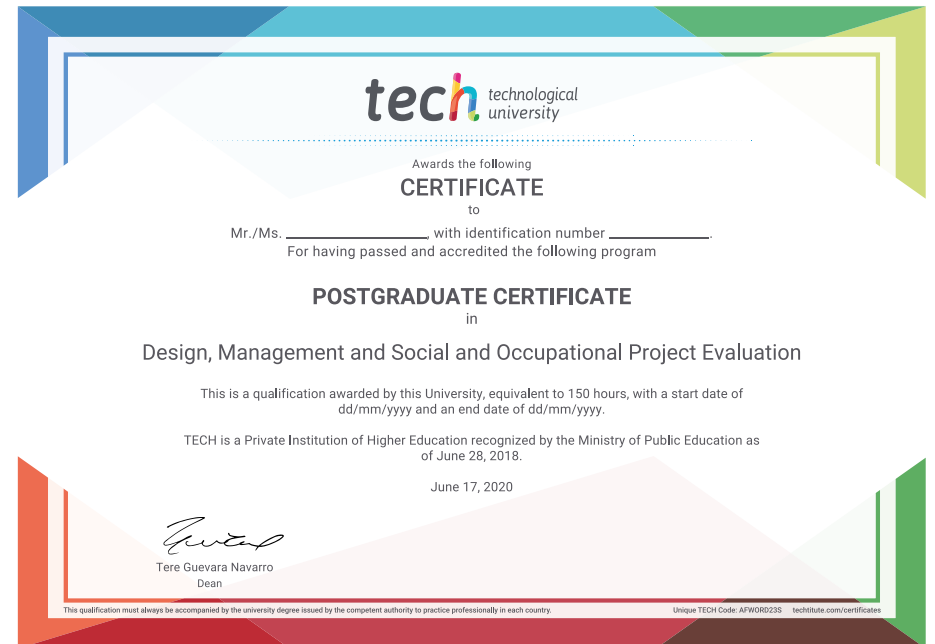 tech technological
university
Awards the following
CERTIFICATE
to
Mr./Ms. ____________________, with identification number ______________.
For having passed and accredited the following program
POSTGRADUATE CERTIFICATE
in
Design, Management and Social and Occupational Project Evaluation
This is a qualification awarded by this University, equivalent to 150 hours, with a start date of
dd/mm/yyyy and an end date of dd/mm/yyyy.
TECH is a Private Institution of Higher Education recognized by the Ministry of Public Education as
of June 28, 2018.
June 17, 2020
Tere Guevara Navarro
Dean
This qualification must always be accompanied by the university degree issued by the competent authority to practice professionally in each country. Unique TECH Code: AFWORD23S techtitute.com/certificates